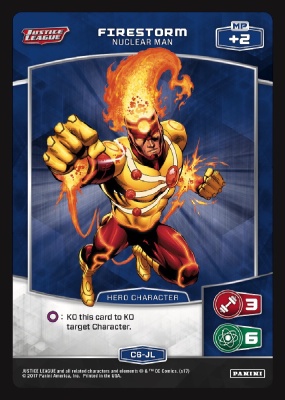 JUSTICE LEAGUE
FIRESTORM
NUCLEAR MAN
MP
+2
HERO CHARACTER
: KO this card to KO
target Character.
3
6
C6-JL
JUSTICE LEAGUE and all related characters and elements © & ™ DC Comics. (s17)
© 2017 Panini America, Inc. Printed in the USA.
PANINI